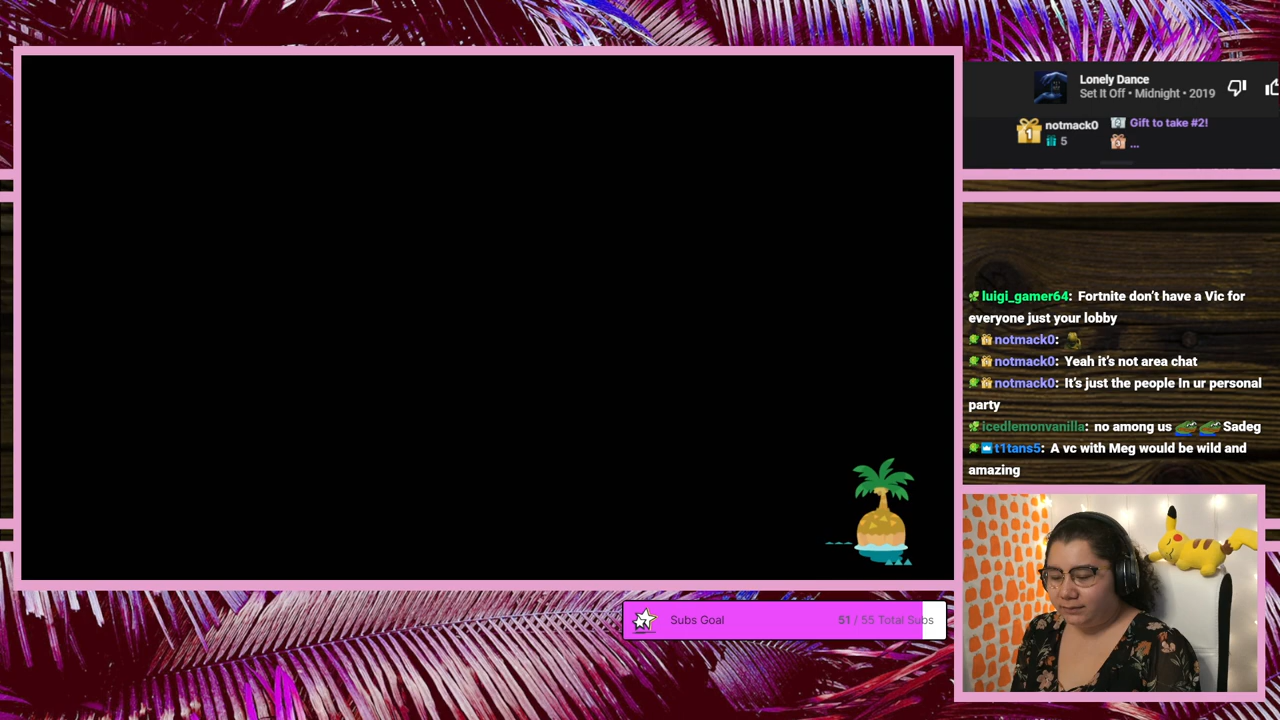 Lonely Dance
Set It Off • Midnight • 2019
1
notmack0
5
2 Gift to take #2!
3 ...
luigi_gamer64: Fortnite don't have a Vic for
everyone just your lobby
notmack0:
notmack0: Yeah it's not area chat
notmack0: It's just the people In ur personal
party
icedlemonvanilla: no among us Sadeg
t1tans5: A vc with Meg would be wild and
amazing
Subs Goal
51 / 55 Total Subs